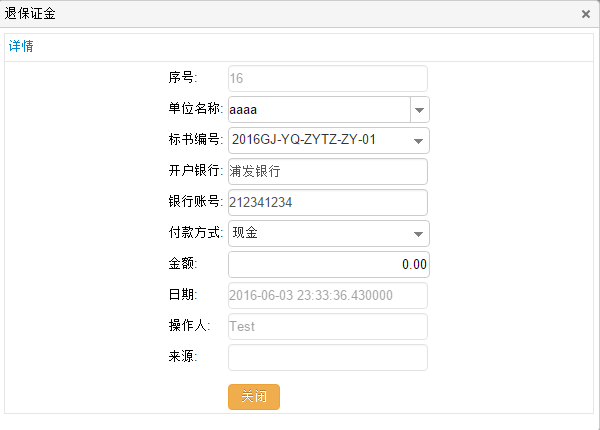 退保证金
详情
序号: 16
单位名称: aaaa
标书编号: 2016GJ-YQ-ZYTZ-ZY-01
开户银行: 浦发银行
银行账号: 212341234
付款方式: 现金
金额: 0.00
日期: 2016-06-03 23:33:36.430000
操作人: Test
来源:
关闭